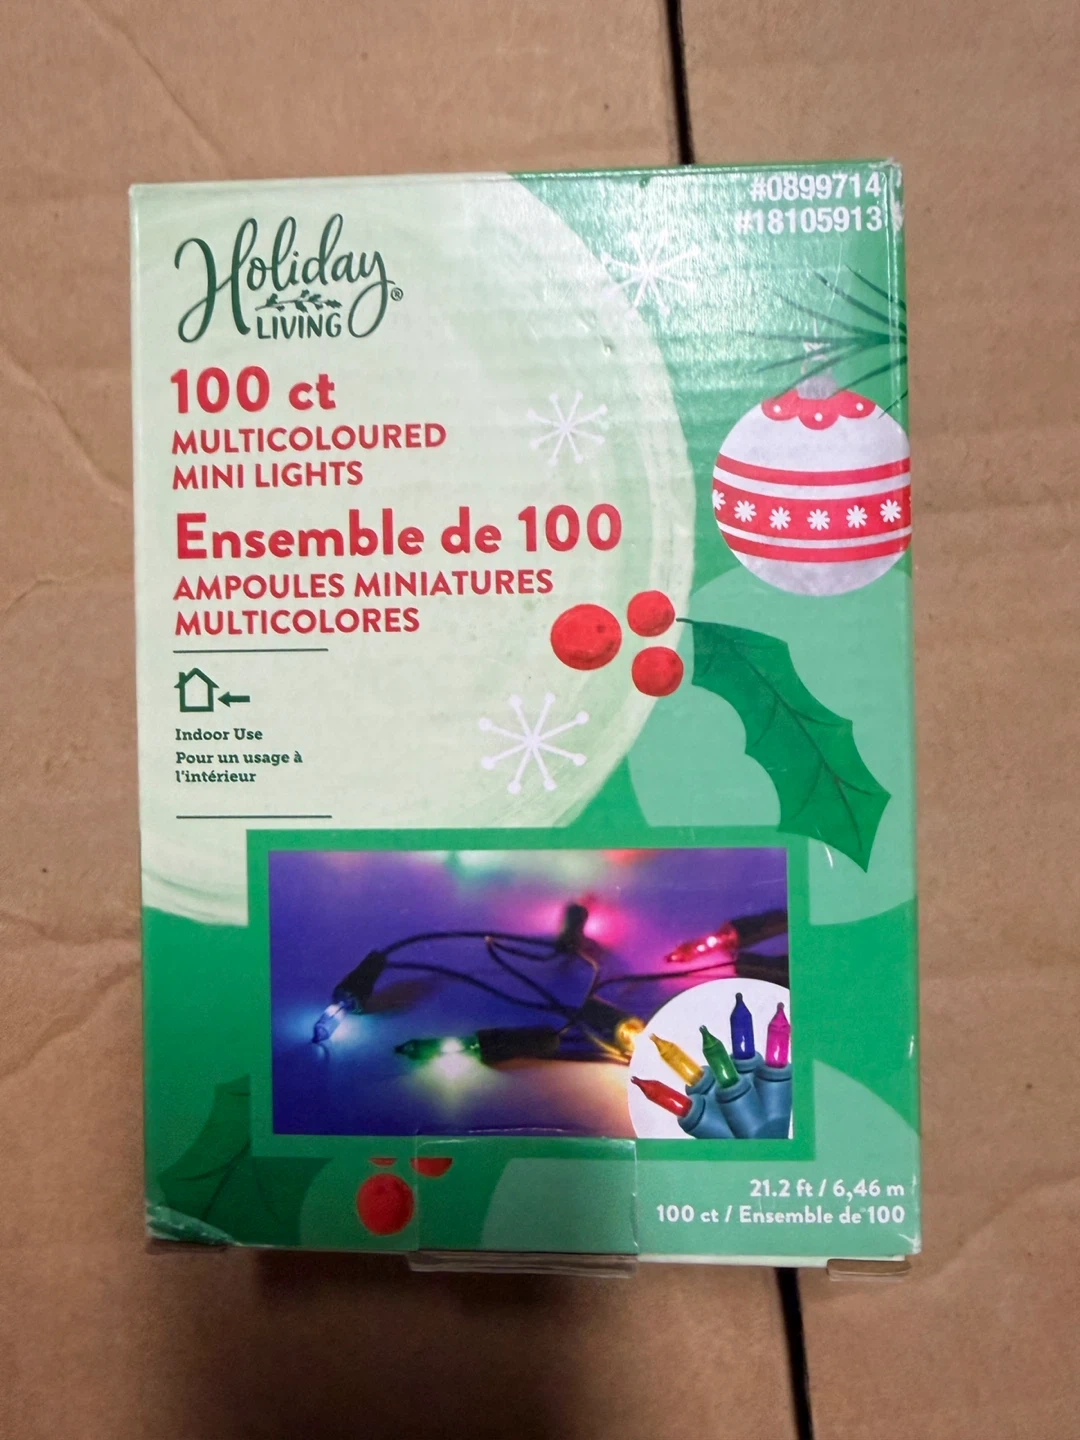 #0899714
#18105913
Holiday®
LIVING
100 ct
MULTICOLOURED
MINI LIGHTS
Ensemble de 100
AMPOULES MINIATURES
MULTICOLORES
Indoor Use
Pour un usage à
l'intérieur
21.2 ft / 6,46 m
100 ct / Ensemble de 100